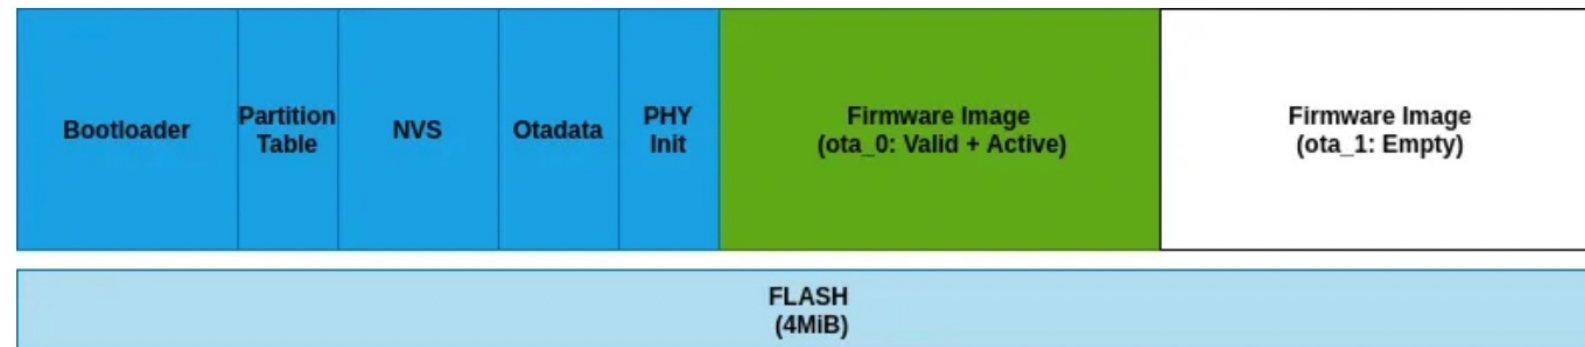 Bootloader
Partition
Table
NVS
Otadata
PHY
Init
Firmware Image
(ota_0: Valid + Active)
Firmware Image
(ota_1: Empty)
FLASH
(4MiB)